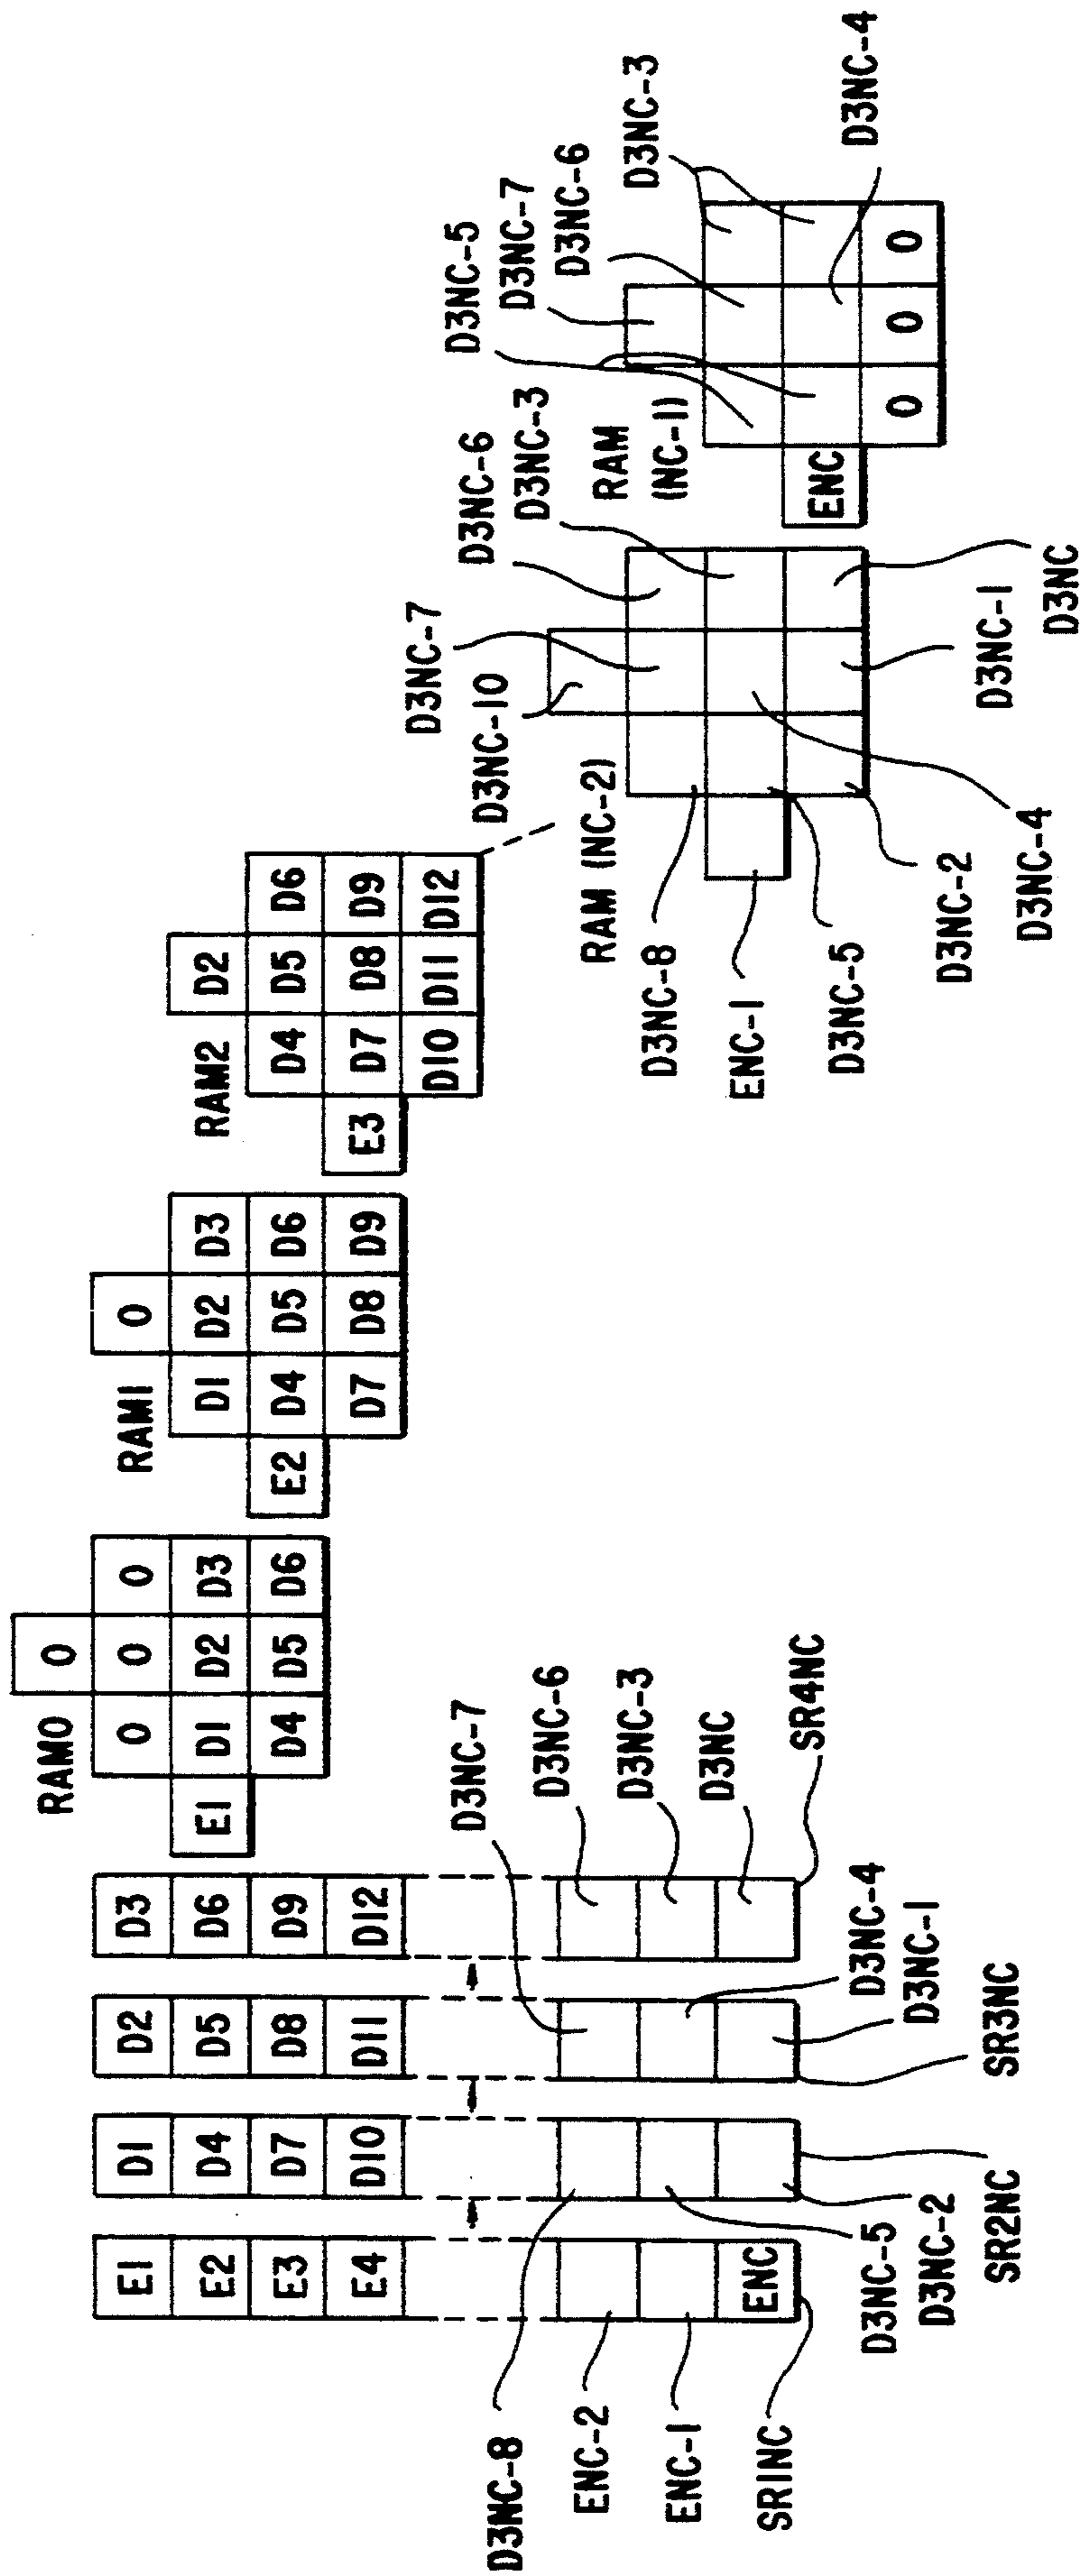 E1
E2
E3
E4
ENC
D1
D4
D7
D10
D2
D5
D8
D11
D3
D6
D9
D12
D3NC-8
ENC-2
ENC-1
SR1NC
D3NC-5
D3NC-2
SR2NC
D3NC-7
D3NC-4
D3NC-1
SR3NC
D3NC-6
D3NC-3
D3NC
SR4NC
RAM0
0
0 0 0
E1 D1 D2 D3
D4 D5 D6
RAM1
0
D1 D2 D3
E2 D4 D5 D6
D7 D8 D9
RAM2
D2
D4 D5 D6
E3 D7 D8 D9
D10 D11 D12
RAM (NC-2)
D3NC-10
D3NC-7
D3NC-6
D3NC-3
D3NC-8
ENC-1
D3NC-5
D3NC-2
D3NC-4
D3NC-1
D3NC
RAM
(NC-1)
D3NC-5
D3NC-7
D3NC-6
D3NC-3
D3NC-4
ENC
0 0 0